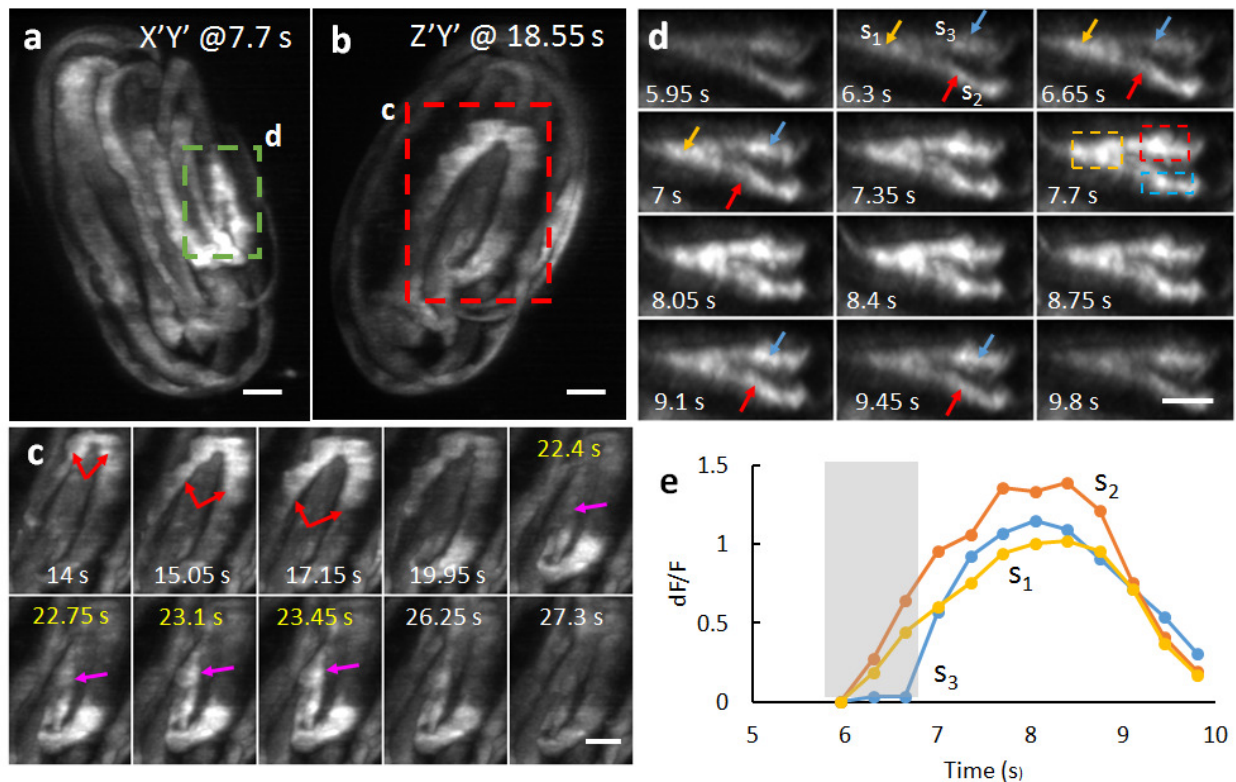 a X'Y' @7.7 s
d
b Z'Y' @ 18.55 s
c
d
5.95 s
s1 s3
s2
6.3 s
6.65 s
7 s
7.35 s
7.7 s
8.05 s
8.4 s
8.75 s
9.1 s
9.45 s
9.8 s
c
14 s
15.05 s
17.15 s
19.95 s
22.4 s
22.75 s
23.1 s
23.45 s
26.25 s
27.3 s
e
dF/F
1.5
1
0.5
0
s2
s1
s3
5 6 7 8 9 10
Time (s)